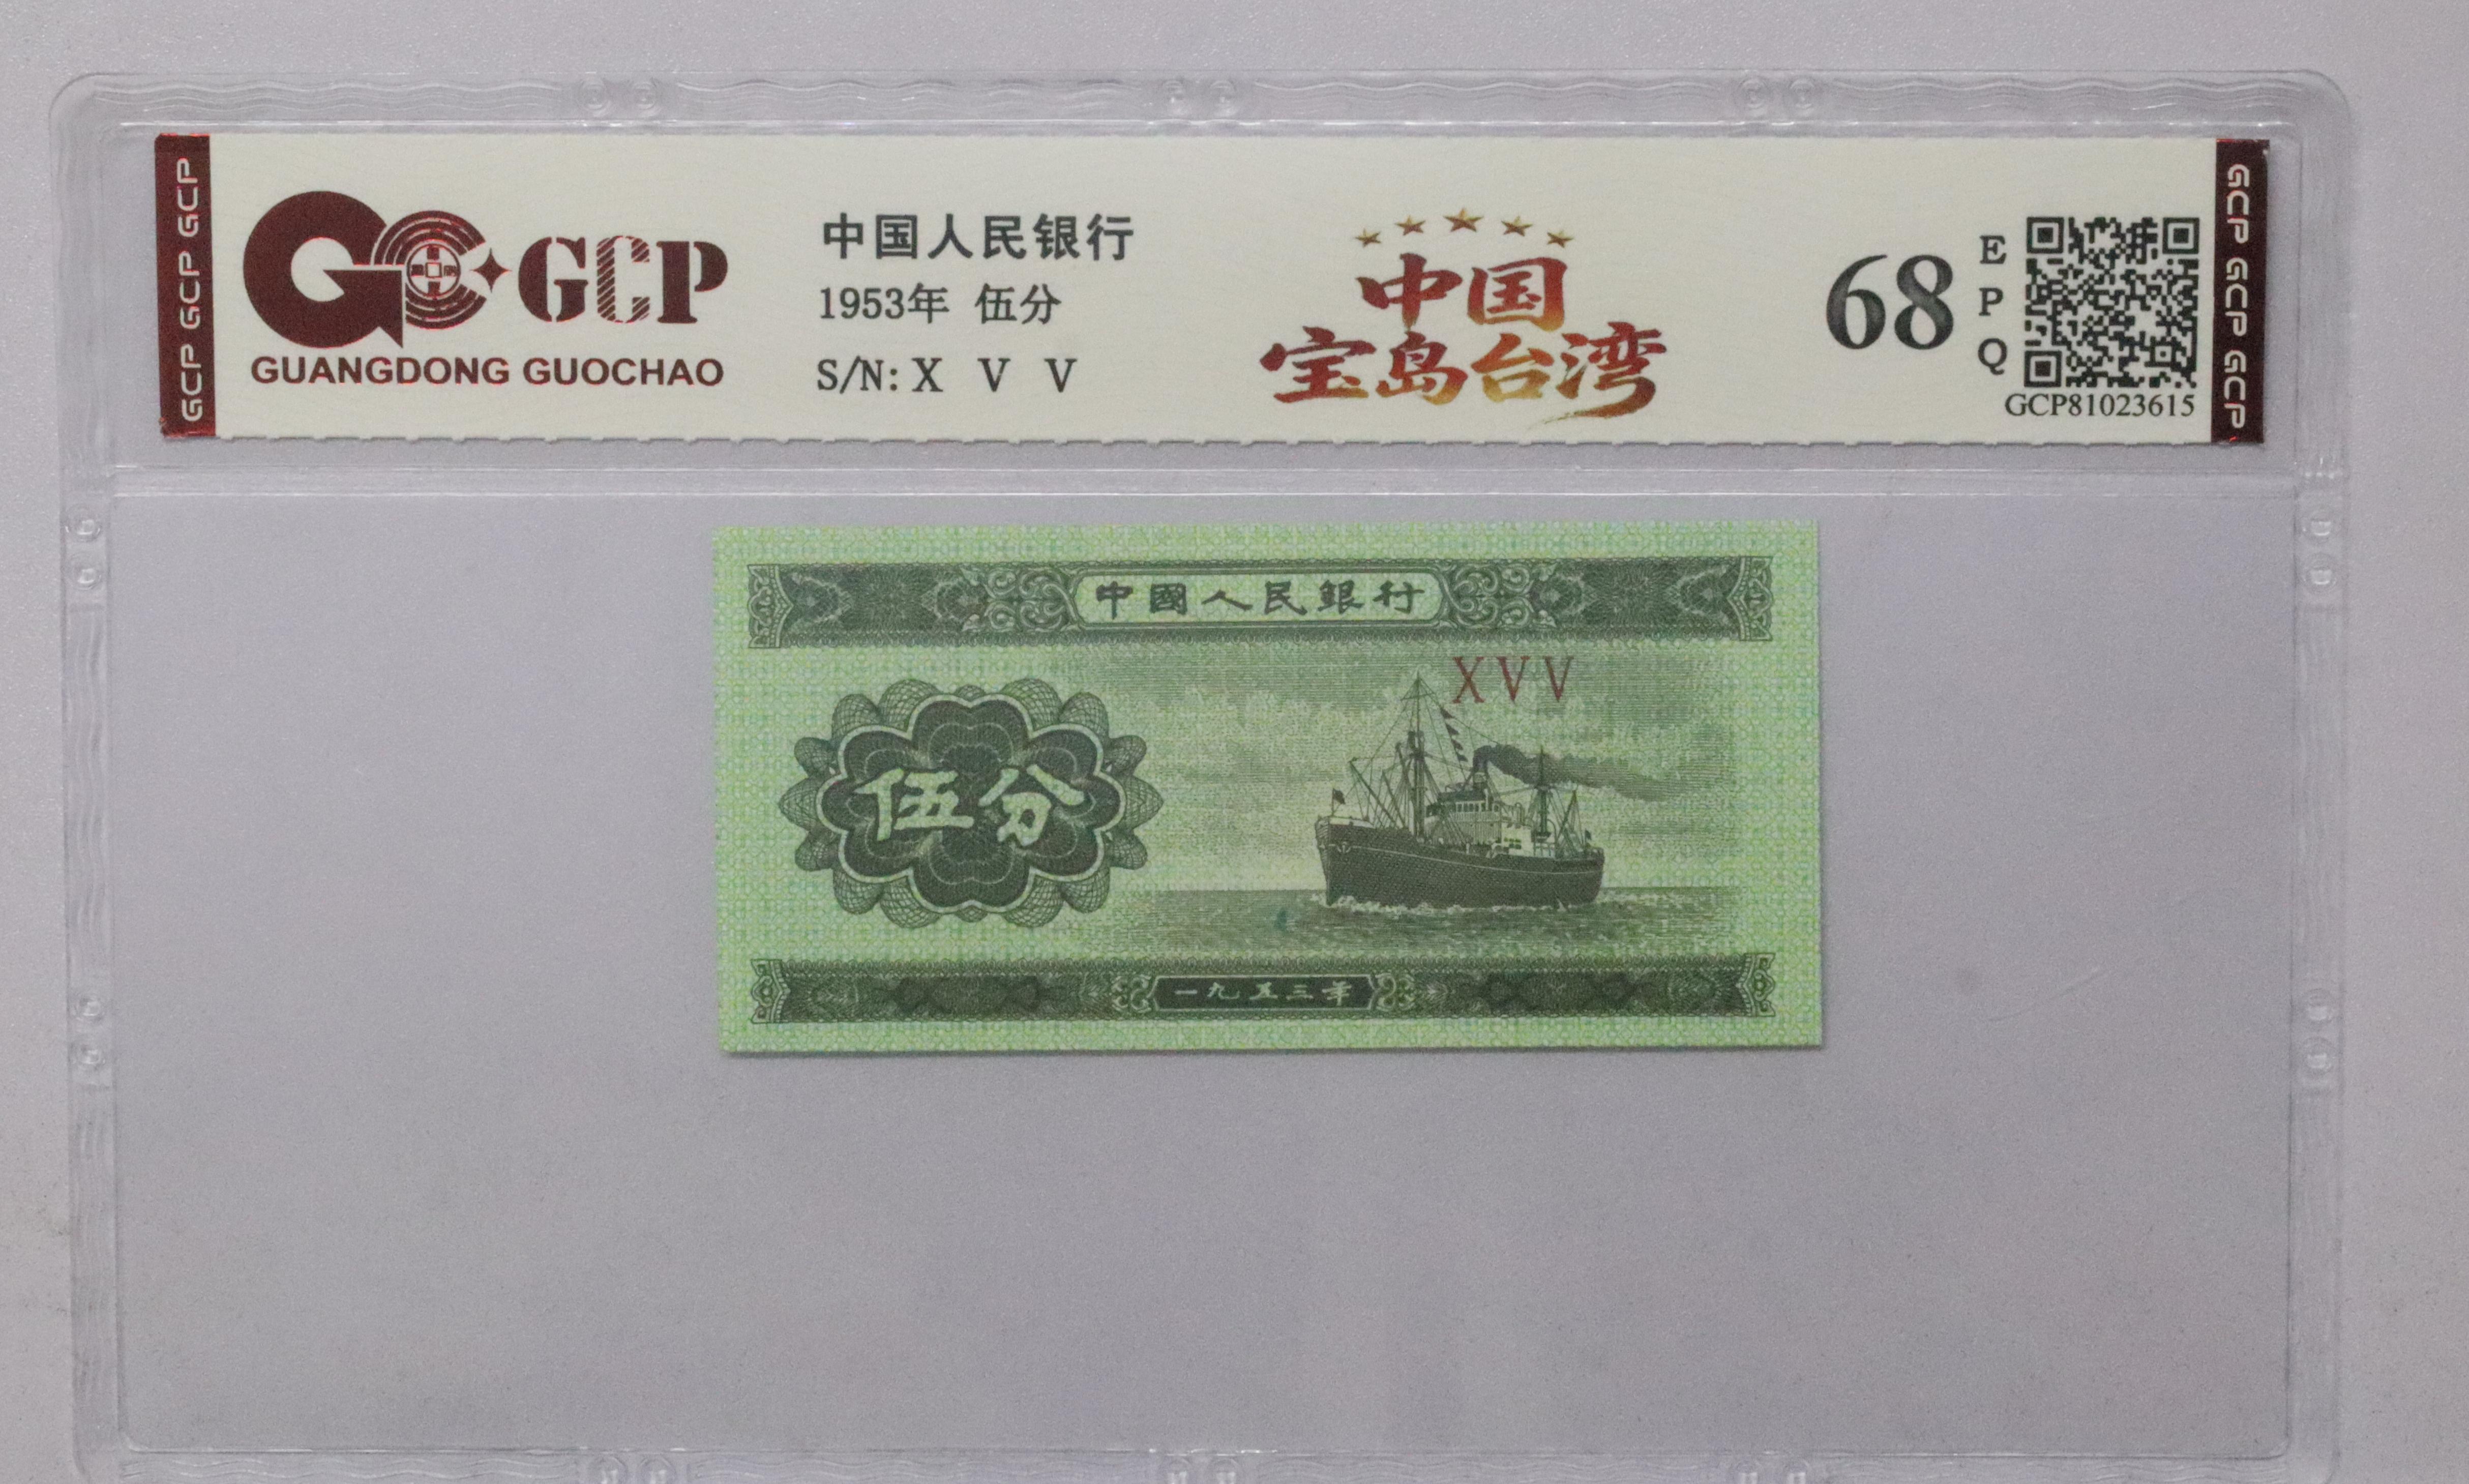 GCP GCP GCP
GCP
GUANGDONG GUOCHAO
中国人民银行
1953年 伍分
S/N: X V V
中国
宝岛台湾
68
EPQ
GCP81023615
GCP GCP GCP
中國人民銀行
XVV
伍分
一九五三年